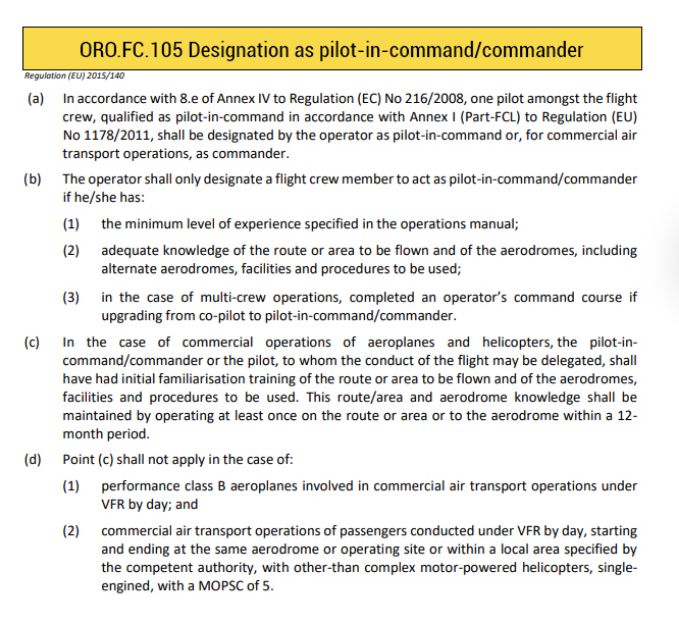 ORO.FC.105 Designation as pilot-in-command/commander
Regulation (EU) 2015/140
(a) In accordance with 8.e of Annex IV to Regulation (EC) No 216/2008, one pilot amongst the flight
crew, qualified as pilot-in-command in accordance with Annex I (Part-FCL) to Regulation (EU)
No 1178/2011, shall be designated by the operator as pilot-in-command or, for commercial air
transport operations, as commander.
(b) The operator shall only designate a flight crew member to act as pilot-in-command/commander
if he/she has:
(1) the minimum level of experience specified in the operations manual;
(2) adequate knowledge of the route or area to be flown and of the aerodromes, including
alternate aerodromes, facilities and procedures to be used;
(3) in the case of multi-crew operations, completed an operator’s command course if
upgrading from co-pilot to pilot-in-command/commander.
(c) In the case of commercial operations of aeroplanes and helicopters, the pilot-in-
command/commander or the pilot, to whom the conduct of the flight may be delegated, shall
have had initial familiarisation training of the route or area to be flown and of the aerodromes,
facilities and procedures to be used. This route/area and aerodrome knowledge shall be
maintained by operating at least once on the route or area or to the aerodrome within a 12-
month period.
(d) Point (c) shall not apply in the case of:
(1) performance class B aeroplanes involved in commercial air transport operations under
VFR by day; and
(2) commercial air transport operations of passengers conducted under VFR by day, starting
and ending at the same aerodrome or operating site or within a local area specified by
the competent authority, with other-than complex motor-powered helicopters, single-
engined, with a MOPSC of 5.